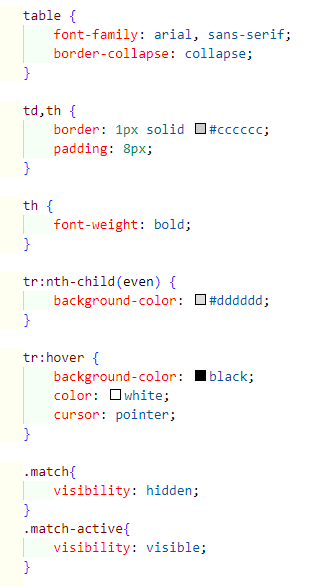 table {
    font-family: arial, sans-serif;
    border-collapse: collapse;
}

td,th {
    border: 1px solid #cccccc;
    padding: 8px;
}

th {
    font-weight: bold;
}

tr:nth-child(even) {
    background-color: #dddddd;
}

tr:hover {
    background-color: black;
    color: white;
    cursor: pointer;
}

.match{
    visibility: hidden;
}
.match-active{
    visibility: visible;
}